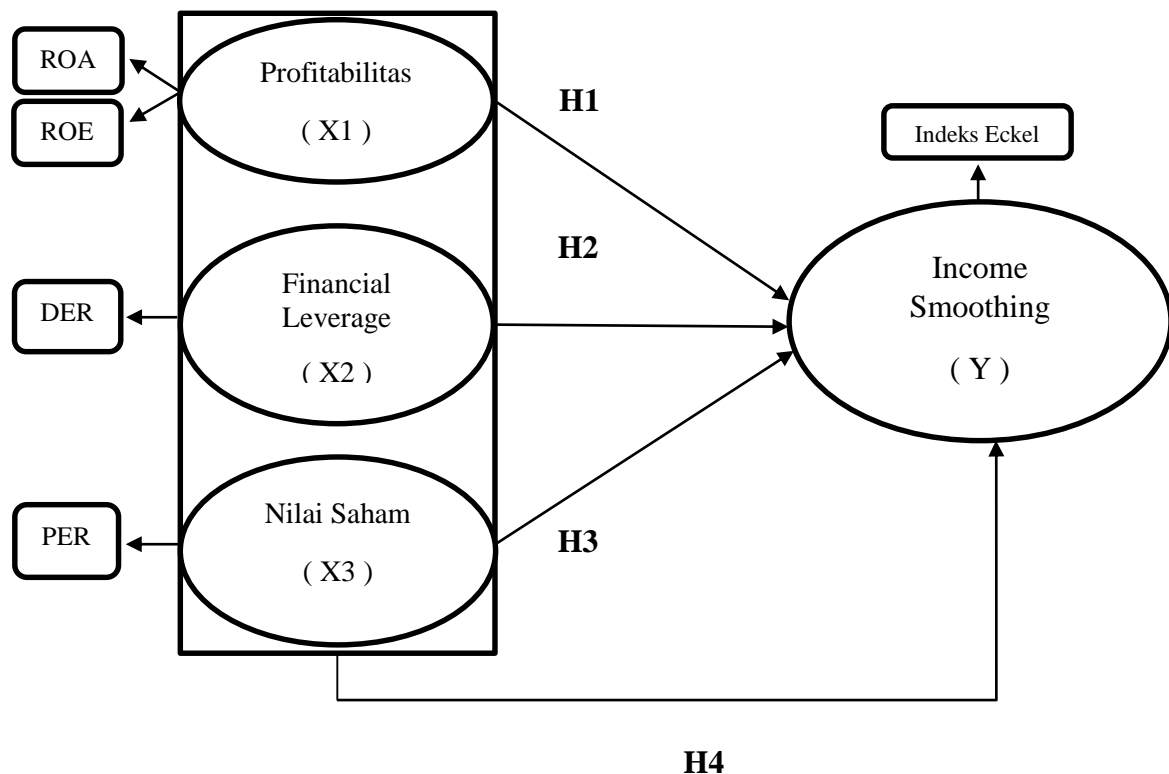 ROA
ROE
Profitabilitas
( X1 )
H1
Indeks Eckel
DER
Financial
Leverage
( X2 )
H2
Income
Smoothing
( Y )
PER
Nilai Saham
( X3 )
H3
H4